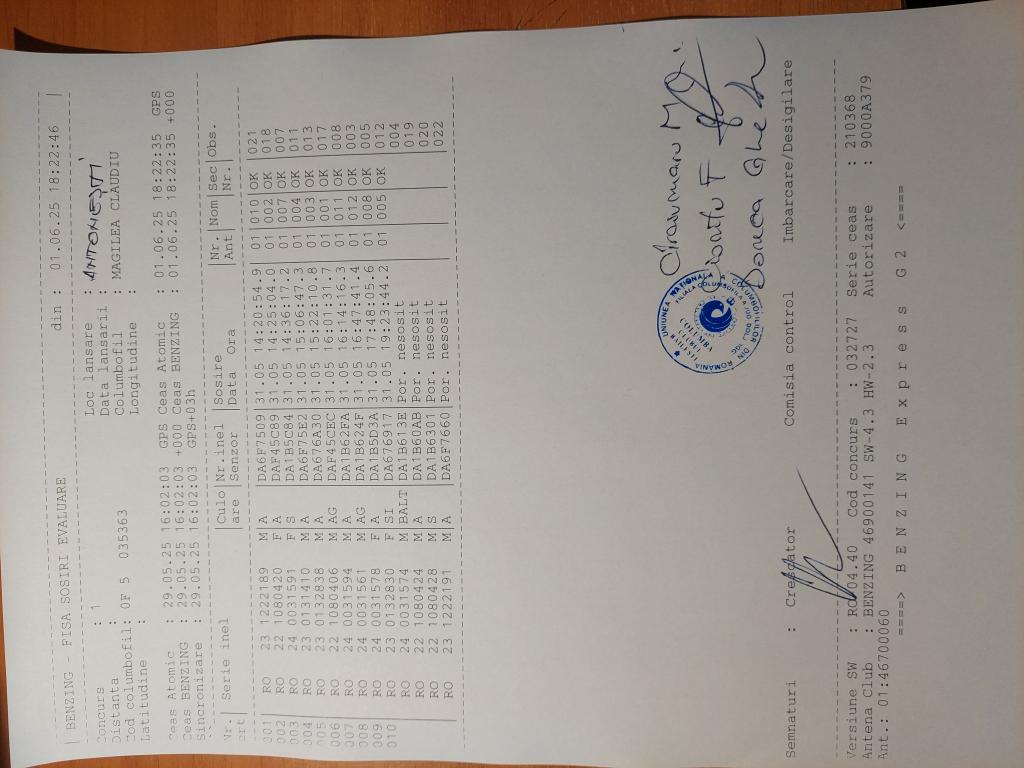 | BENZING - FISA SOSIRI EVALUARE din : 01.06.25 18:22:46 |
Concurs : 1 Loc lansare : ANTONESTI
Distanta : Data lansarii :
Cod columbofil: 0F 5 035363 Columbofil : MAGILEA CLAUDIU
Latitudine : Longitudine :
Ceas Atomic : 29.05.25 16:02:03 GPS Ceas Atomic : 01.06.25 18:22:35 GPS
Ceas BENZING : 29.05.25 16:02:03 +000 Ceas BENZING : 01.06.25 18:22:35 +000
Sincronizare : 29.05.25 16:02:03 GPS+03h
Nr.| Serie inel |Culo|Nr.inel |Sosire |Nr.|Nom|Sec|Obs.
crt| |are |Senzor |Data Ora |Ant| |Nr.|
001 RO 23 1222189 M|A |DA6F7509|31.05 14:20:54.9 01|010|OK |021
002 RO 22 1080420 F|A |DAF45C89|31.05 14:25:04.0 01|002|OK |018
003 RO 24 0031591 F|S |DA1B5C84|31.05 14:36:17.2 01|007|OK |007
004 RO 23 0131410 M|A |DA6F75E2|31.05 15:06:47.3 01|004|OK |011
005 RO 23 0132838 M|A |DA676A30|31.05 15:22:10.8 01|003|OK |013
006 RO 22 1080406 M|AG |DAF45CEC|31.05 16:01:31.7 01|001|OK |017
007 RO 24 0031594 M|A |DA1B62FA|31.05 16:14:16.3 01|011|OK |008
008 RO 24 0031561 M|AG |DA1B624F|31.05 16:47:41.4 01|012|OK |003
009 RO 24 0031578 F|A |DA1B5D3A|31.05 17:48:05.6 01|008|OK |005
010 RO 23 0132830 F|SI |DA676917|31.05 19:23:44.2 01|005|OK |012
RO 24 0031574 M|BALT|DA1B613E|Por. nesosit |004
RO 22 1080424 M|A |DA1B60AB|Por. nesosit |019
RO 22 1080428 M|S |DA1B6301|Por. nesosit |020
RO 23 1222191 M|A |DA6F7660|Por. nesosit |022
UNIUNEA NATIONALA A COLUMBOFILILOR DIN ROMANIA
COLUMBA
CLUBUL
Semnaturi : Crescator Comisia control Imbarcare/Desigilare
Versinne SW : RO 04.40 Cod concurs : 032727 Serie ceas : 210368
Antena Club : BENZING 46900141 SW-4.3 HW-2.3 Autorizare : 9000A379
Ant.: 01:46700060
====> B E N Z I N G E x p r e s s G 2 <====